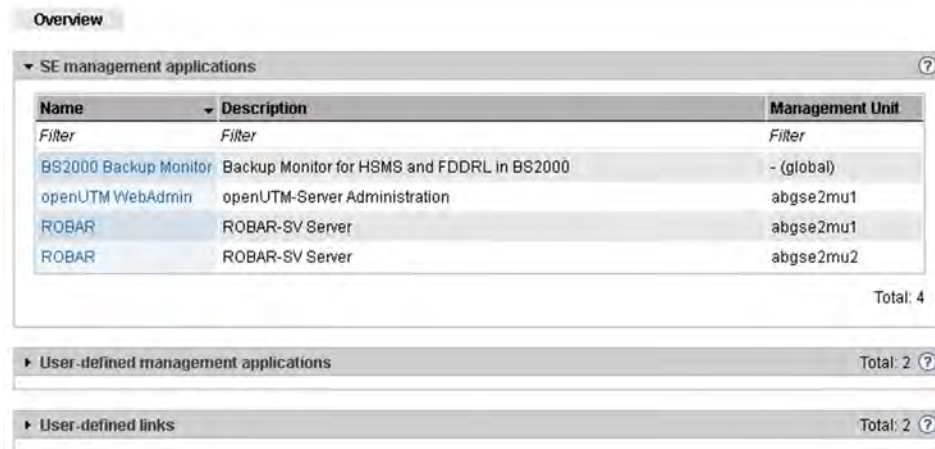 Overview
SE management applications ?
Name Description Management Unit
Filter Filter Filter
BS2000 Backup Monitor Backup Monitor for HSMS and FDDRL in BS2000 - (global)
openUTM WebAdmin openUTM-Server Administration abgse2mu1
ROBAR ROBAR-SV Server abgse2mu1
ROBAR ROBAR-SV Server abgse2mu2
Total: 4
User-defined management applications Total: 2 ?
User-defined links Total: 2 ?